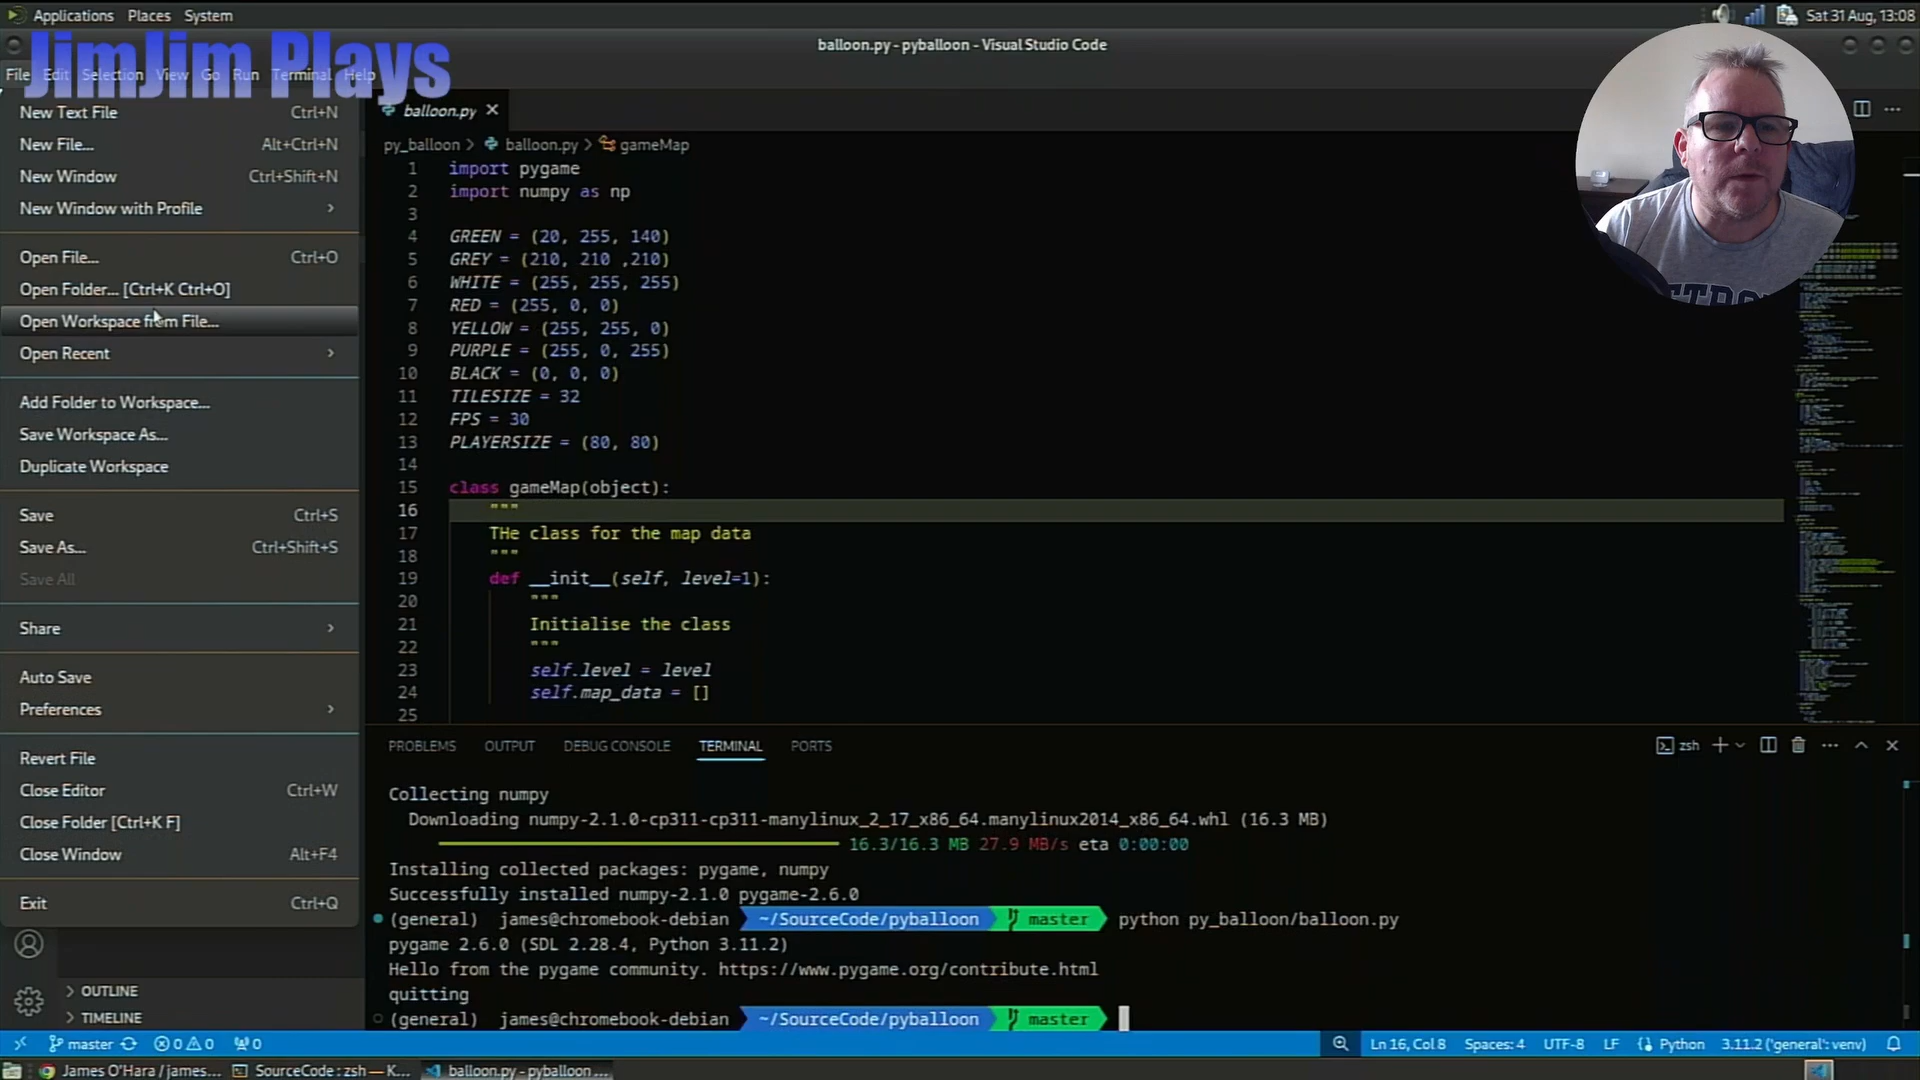 Applications Places System
Sat 31 Aug, 13:08
JimJim Plays
balloon.py - pyballoon - Visual Studio Code
File Edit Selection View Go Run Terminal Help
New Text File Ctrl+N
New File... Alt+Ctrl+N
New Window Ctrl+Shift+N
New Window with Profile
Open File... Ctrl+O
Open Folder... [Ctrl+K Ctrl+O]
Open Workspace from File...
Open Recent
Add Folder to Workspace...
Save Workspace As...
Duplicate Workspace
Save Ctrl+S
Save As... Ctrl+Shift+S
Save All
Share
Auto Save
Preferences
Revert File
Close Editor Ctrl+W
Close Folder [Ctrl+K F]
Close Window Alt+F4
Exit Ctrl+Q
OUTLINE
TIMELINE
balloon.py
py_balloon > balloon.py > gameMap
1 import pygame
2 import numpy as np
3
4 GREEN = (20, 255, 140)
5 GREY = (210, 210 ,210)
6 WHITE = (255, 255, 255)
7 RED = (255, 0, 0)
8 YELLOW = (255, 255, 0)
9 PURPLE = (255, 0, 255)
10 BLACK = (0, 0, 0)
11 TILESIZE = 32
12 FPS = 30
13 PLAYERSIZE = (80, 80)
14
15 class gameMap(object):
16 """
17 THe class for the map data
18 """
19 def __init__(self, level=1):
20 """
21 Initialise the class
22 """
23 self.level = level
24 self.map_data = []
25
PROBLEMS OUTPUT DEBUG CONSOLE TERMINAL PORTS
zsh
Collecting numpy
Downloading numpy-2.1.0-cp311-cp311-manylinux_2_17_x86_64.manylinux2014_x86_64.whl (16.3 MB)
16.3/16.3 MB 27.9 MB/s eta 0:00:00
Installing collected packages: pygame, numpy
Successfully installed numpy-2.1.0 pygame-2.6.0
(general) james@chromebook-debian ~/SourceCode/pyballoon master python py_balloon/balloon.py
pygame 2.6.0 (SDL 2.28.4, Python 3.11.2)
Hello from the pygame community. https://www.pygame.org/contribute.html
quitting
(general) james@chromebook-debian ~/SourceCode/pyballoon master
master 0 0 0
Ln 16, Col 8 Spaces: 4 UTF-8 LF Python 3.11.2 ('general': venv)
James O'Hara / james... SourceCode : zsh — K... balloon.py - pyballoon ...